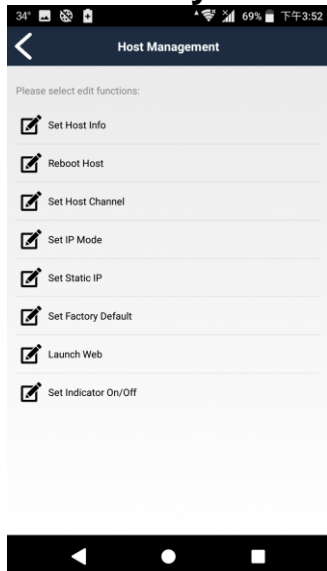 34°
69%
下午3:52
Host Management
Please select edit functions:
Set Host Info
Reboot Host
Set Host Channel
Set IP Mode
Set Static IP
Set Factory Default
Launch Web
Set Indicator On/Off